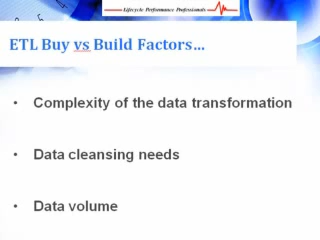 Lifecycle Performance Professionals
ETL Buy vs Build Factors...
• Complexity of the data transformation
• Data cleansing needs
• Data volume